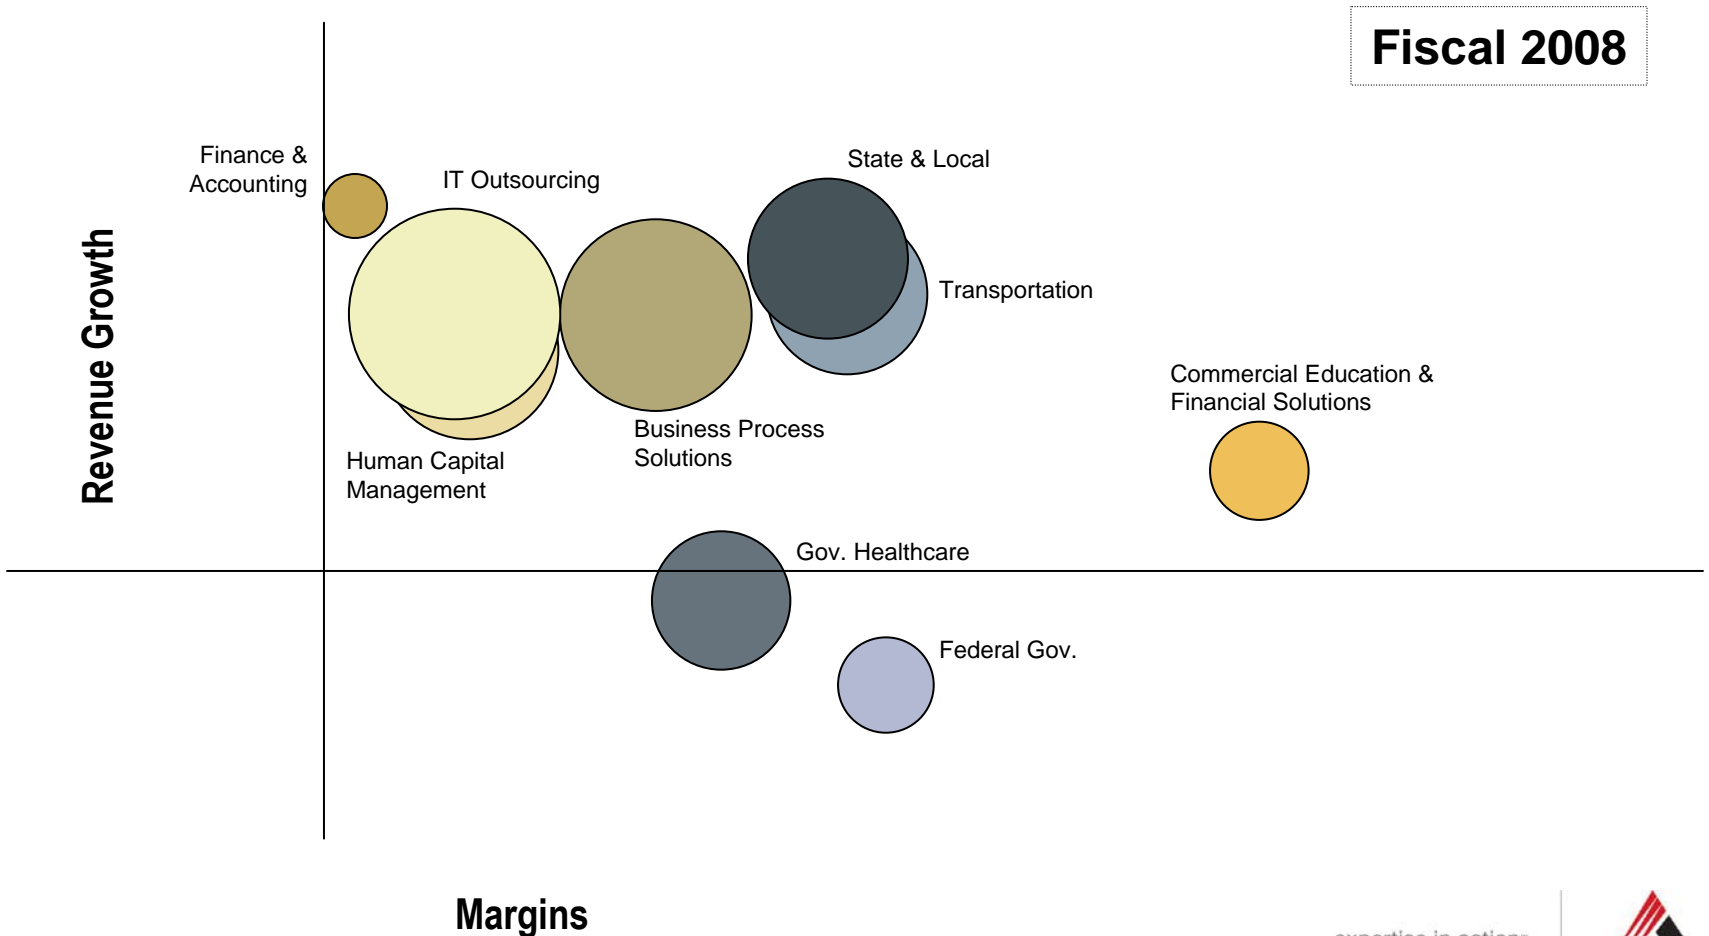 Fiscal 2008
Finance &
Accounting
IT Outsourcing
State & Local
Transportation
Revenue Growth
Commercial Education &
Financial Solutions
Business Process
Solutions
Human Capital
Management
Gov. Healthcare
Federal Gov.
Margins